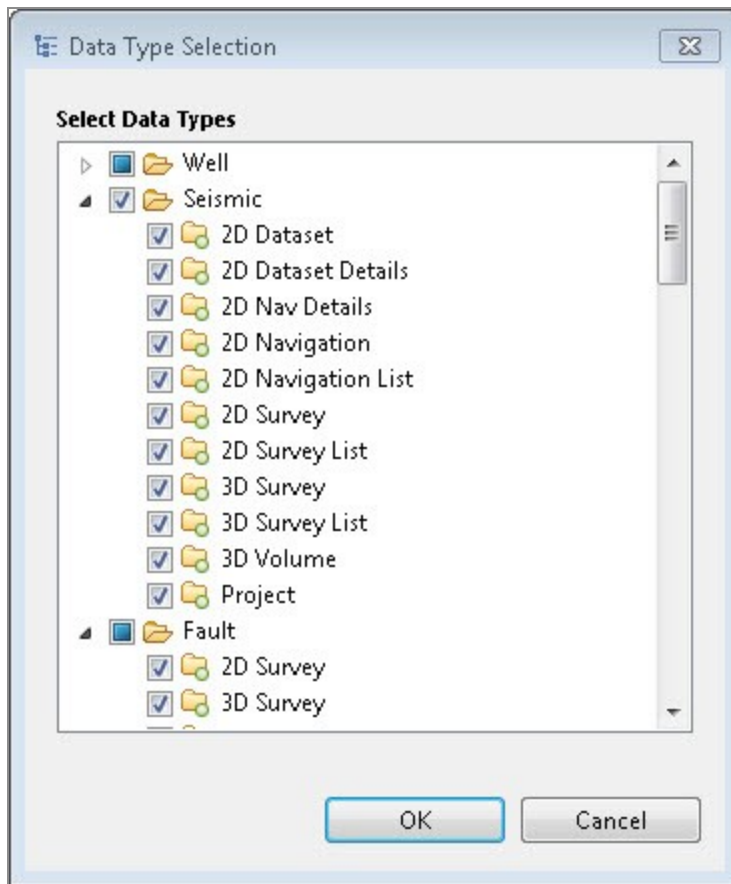 Data Type Selection
Select Data Types
Well
Seismic
2D Dataset
2D Dataset Details
2D Nav Details
2D Navigation
2D Navigation List
2D Survey
2D Survey List
3D Survey
3D Survey List
3D Volume
Project
Fault
2D Survey
3D Survey
OK Cancel